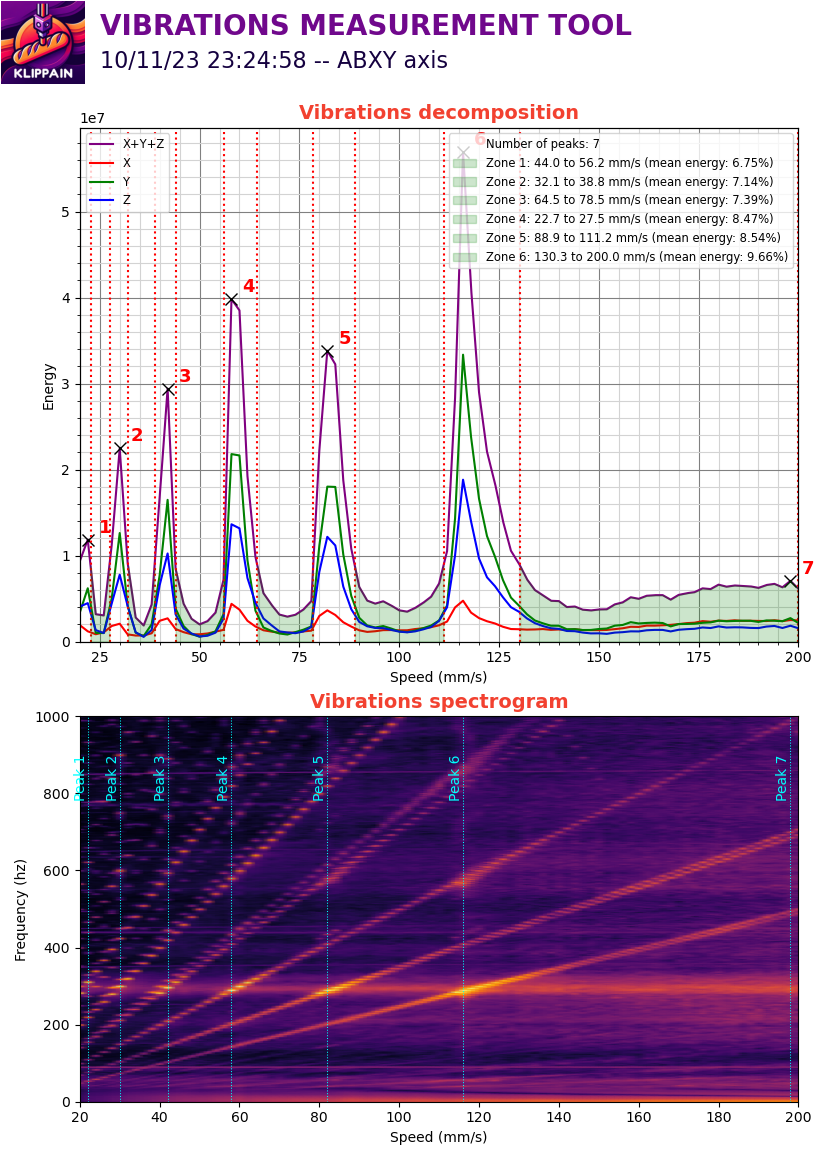 KLIPPAIN
VIBRATIONS MEASUREMENT TOOL
10/11/23 23:24:58 -- ABXY axis
Vibrations decomposition
1e7
X+Y+Z
X
Y
Z
Number of peaks: 7
Zone 1: 44.0 to 56.2 mm/s (mean energy: 6.75%)
Zone 2: 32.1 to 38.8 mm/s (mean energy: 7.14%)
Zone 3: 64.5 to 78.5 mm/s (mean energy: 7.39%)
Zone 4: 22.7 to 27.5 mm/s (mean energy: 8.47%)
Zone 5: 88.9 to 111.2 mm/s (mean energy: 8.54%)
Zone 6: 130.3 to 200.0 mm/s (mean energy: 9.66%)
1
2
3
4
5
6
7
Energy
5
4
3
2
1
0
25 50 75 100 125 150 175 200
Speed (mm/s)
Vibrations spectrogram
Peak 1 Peak 2 Peak 3 Peak 4 Peak 5 Peak 6 Peak 7
Frequency (hz)
1000
800
600
400
200
0
20 40 60 80 100 120 140 160 180 200
Speed (mm/s)